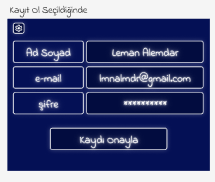 Kayıt Ol Seçildiğinde
Ad Soyad Leman Alemdar
e-mail lmnalmdr@gmail.com
şifre **********
Kaydı Onayla